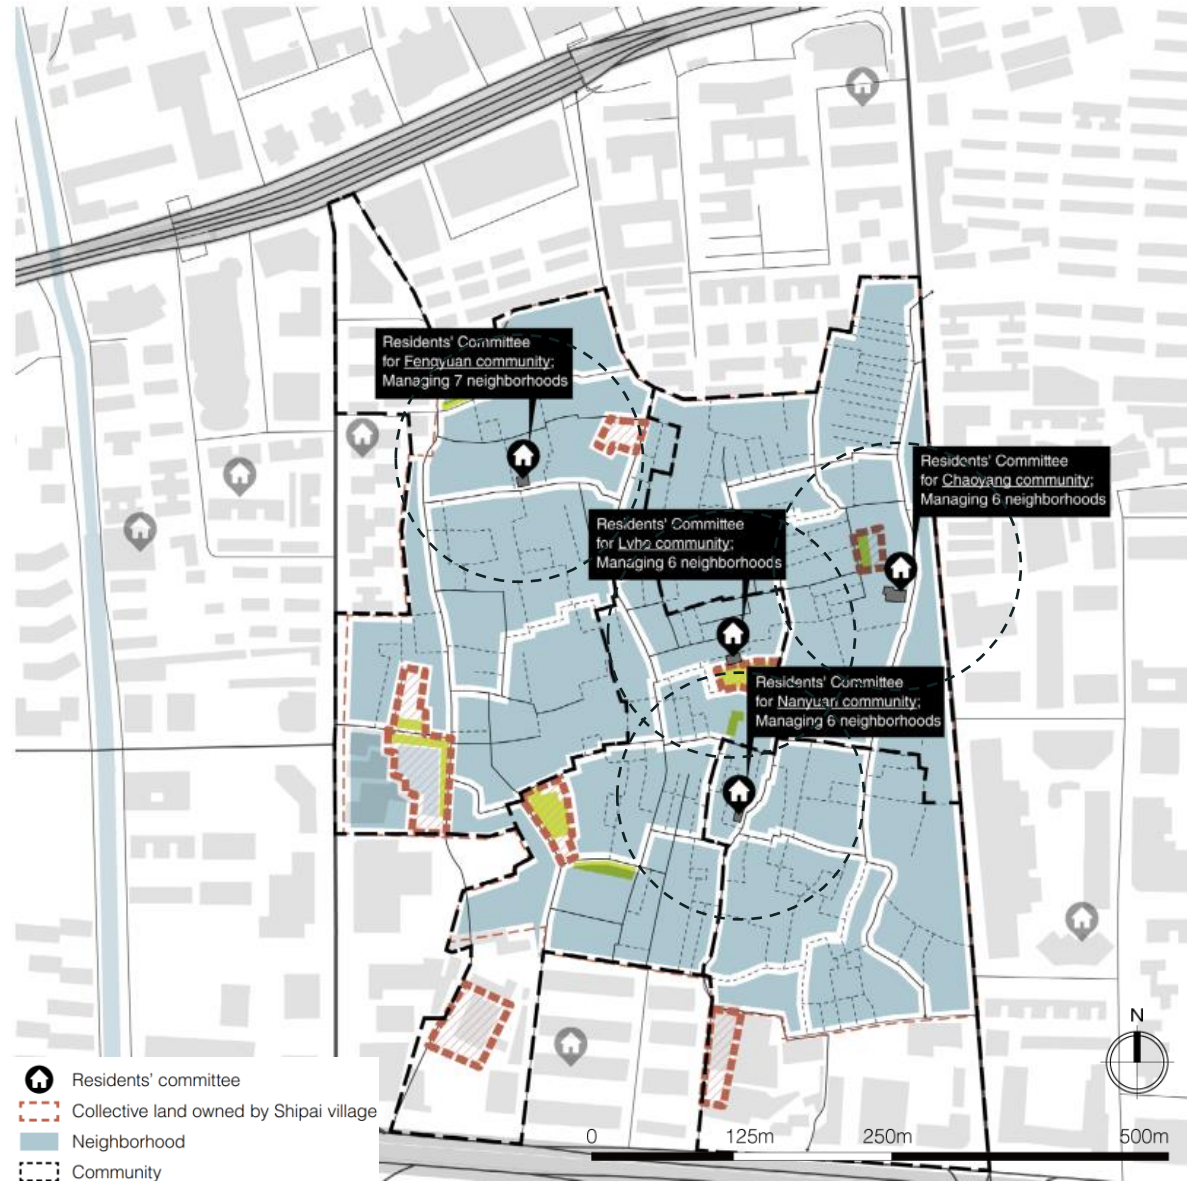 Residents' Committee
for Fengyuan community;
Managing 7 neighborhoods
Residents' Committee
for Chaoyang community;
Managing 6 neighborhoods
Residents' Committee
for Lvhe community;
Managing 6 neighborhoods
Residents' Committee
for Nanyuan community;
Managing 6 neighborhoods
N
0 125m 250m 500m
Residents' committee
Collective land owned by Shipai village
Neighborhood
Community